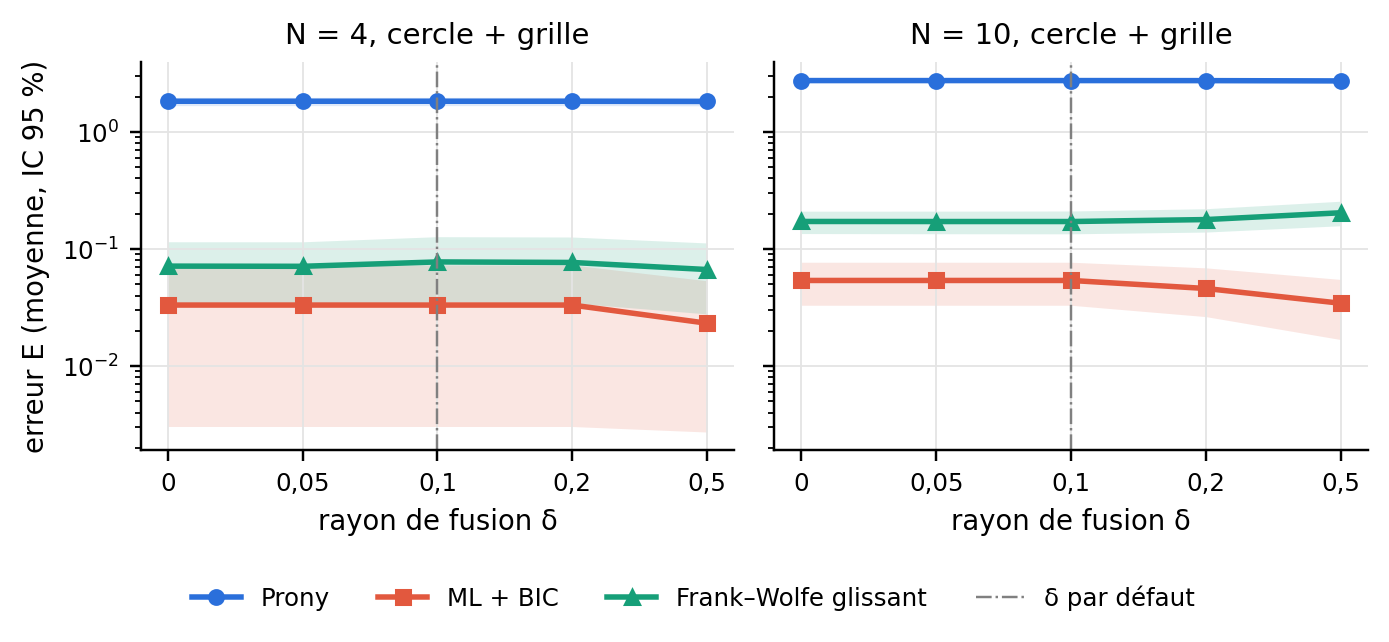 N = 4, cercle + grille
N = 10, cercle + grille
erreur E (moyenne, IC 95 %)
10⁰
10⁻¹
10⁻²
0 0,05 0,1 0,2 0,5
0 0,05 0,1 0,2 0,5
rayon de fusion δ
rayon de fusion δ
Prony ML + BIC Frank–Wolfe glissant δ par défaut